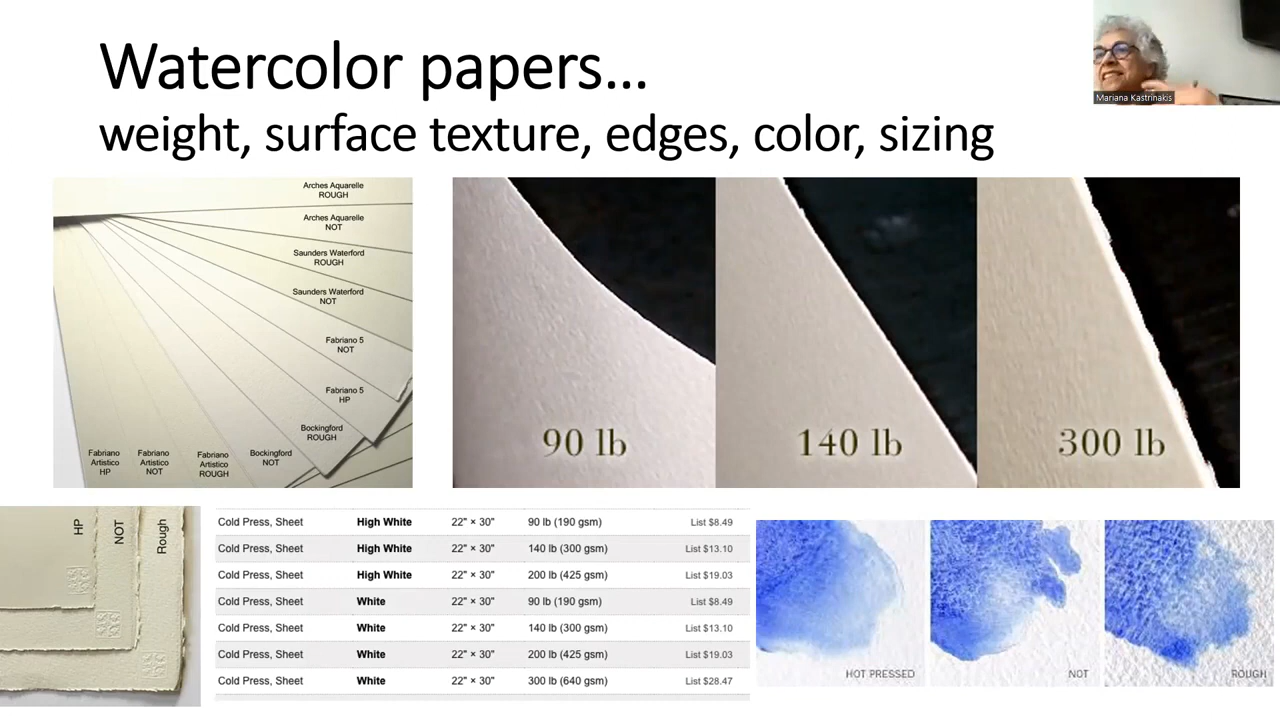 Watercolor papers...
weight, surface texture, edges, color, sizing
Mariana Kastrinakis
Arches Aquarelle
ROUGH
Arches Aquarelle
NOT
Saunders Waterford
ROUGH
Saunders Waterford
NOT
Fabriano 5
NOT
Fabriano 5
HP
Bockingford
ROUGH
Bockingford
NOT
Fabriano
Artistico
ROUGH
Fabriano
Artistico
NOT
Fabriano
Artistico
HP
90 lb
140 lb
300 lb
HP
NOT
Rough
Cold Press, Sheet High White 22" × 30" 90 lb (190 gsm) List $8.49
Cold Press, Sheet High White 22" × 30" 140 lb (300 gsm) List $13.10
Cold Press, Sheet High White 22" × 30" 200 lb (425 gsm) List $19.03
Cold Press, Sheet White 22" × 30" 90 lb (190 gsm) List $8.49
Cold Press, Sheet White 22" × 30" 140 lb (300 gsm) List $13.10
Cold Press, Sheet White 22" × 30" 200 lb (425 gsm) List $19.03
Cold Press, Sheet White 22" × 30" 300 lb (640 gsm) List $28.47
HOT PRESSED
NOT
ROUGH